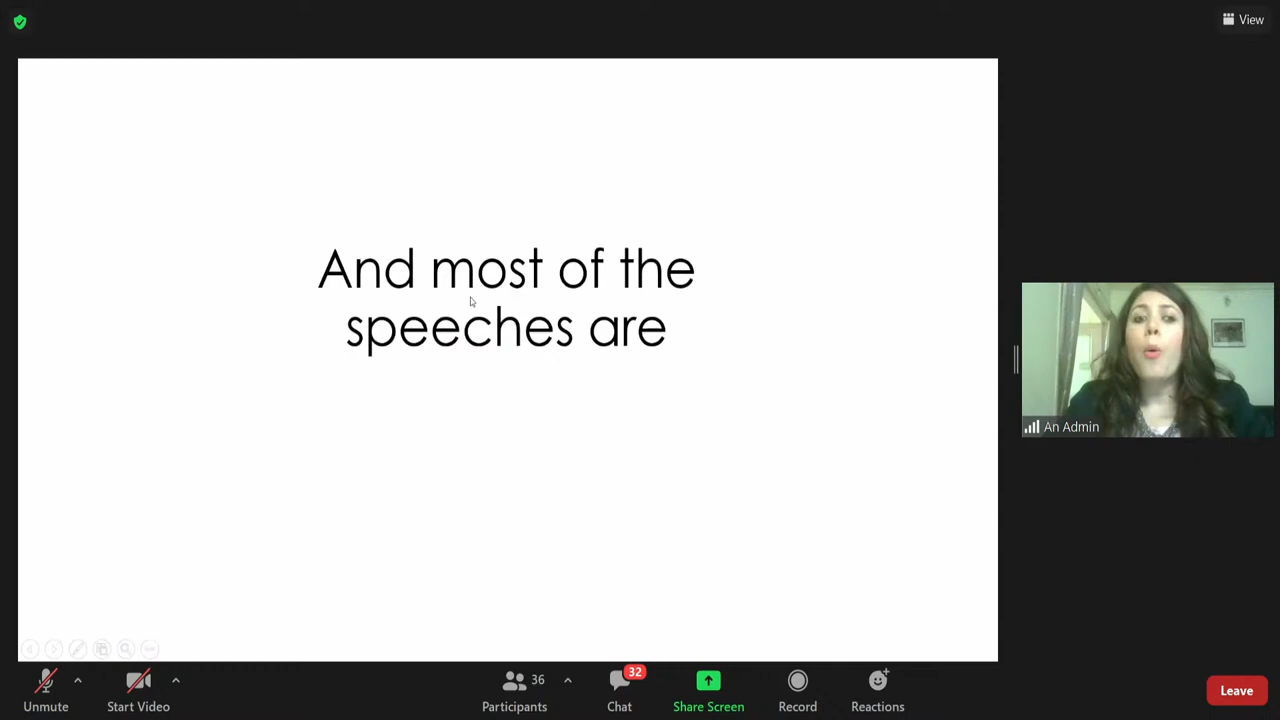 View
And most of the
speeches are
An Admin
Unmute
Start Video
36
Participants
32
Chat
Share Screen
Record
Reactions
Leave